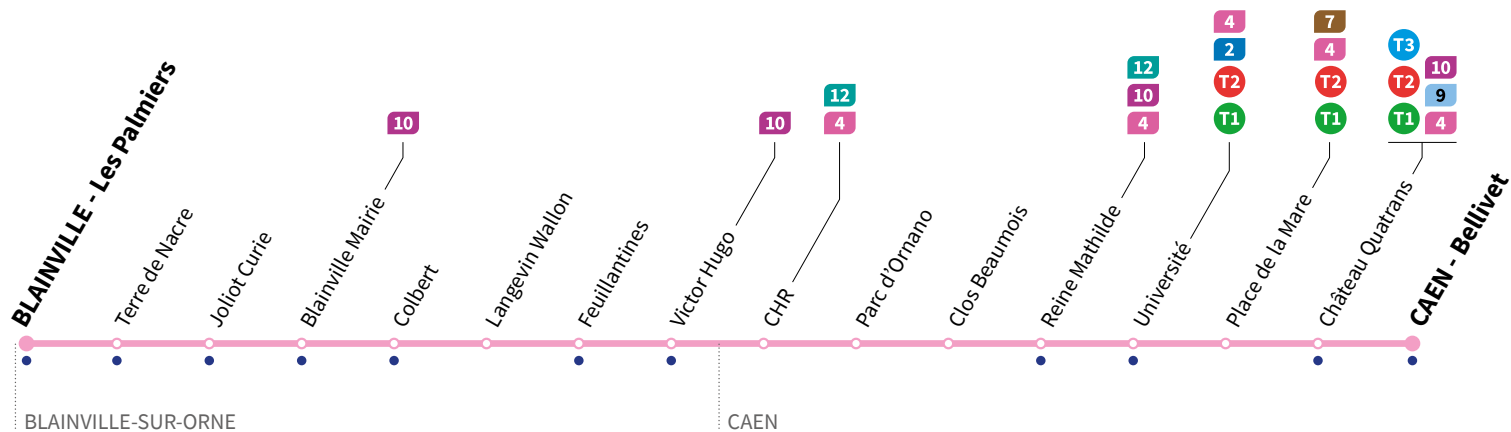 BLAINVILLE - Les Palmiers
Terre de Nacre
Joliot Curie
10
Blainville Mairie
Colbert
Langevin Wallon
Feuillantines
10
Victor Hugo
12
4
CHR
Parc d'Ornano
Clos Beaumois
12
10
4
Reine Mathilde
4
2
T2
T1
Université
7
4
T2
T1
Place de la Mare
T3
T2
T1
10
9
4
Château Quatrans
CAEN - Bellivet
BLAINVILLE-SUR-ORNE
CAEN